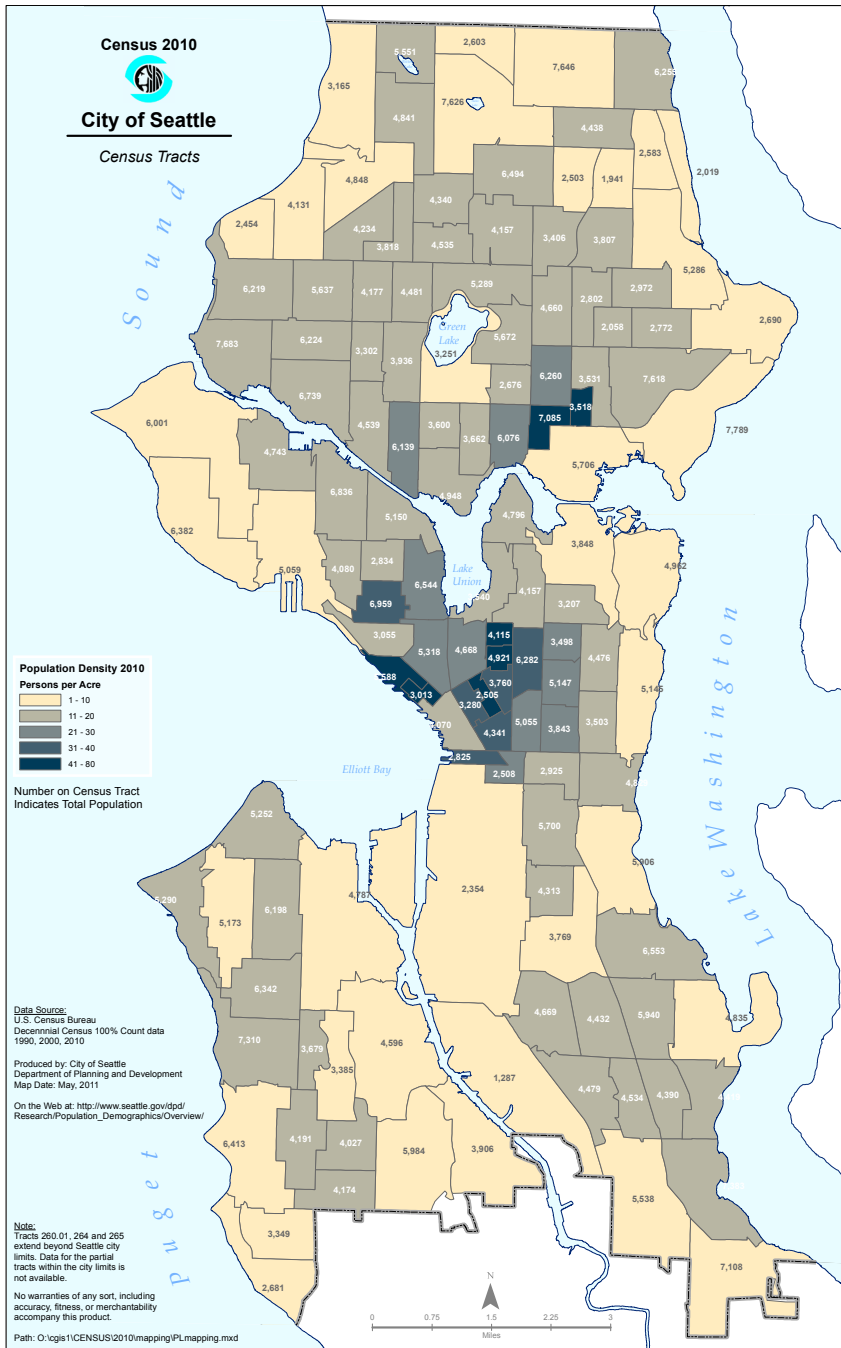 Census 2010
City of Seattle
Census Tracts
5,551
2,603
7,646
3,165
7,626
4,841
4,438
2,583
2,019
4,848
6,494
2,503
1,941
4,131
4,340
2,454
4,234
3,818
4,535
4,157
3,406
3,807
5,286
6,219
5,637
4,177
4,481
5,289
4,660
2,802
2,972
2,690
7,683
6,224
3,302
3,936
Green
Lake
3,251
5,672
2,058
2,772
6,739
2,676
6,260
3,531
7,618
6,001
4,539
6,139
3,600
3,662
6,076
7,085
3,518
7,789
4,743
5,706
6,836
4,948
5,150
4,796
6,382
3,848
4,962
5,059
4,080
2,834
6,544
Lake
Union
4,157
3,207
6,959
3,055
5,318
4,668
4,115
4,921
6,282
3,498
4,476
5,145
3,013
3,760
2,505
3,280
5,147
5,055
3,843
3,503
4,341
2,825
2,508
2,925
Sound
Puget
Elliott Bay
Lake Washington
Population Density 2010
Persons per Acre
1 - 10
11 - 20
21 - 30
31 - 40
41 - 80
Number on Census Tract
Indicates Total Population
5,252
5,700
5,906
4,787
2,354
4,313
5,173
6,198
3,769
6,553
6,342
7,310
3,679
3,385
4,596
4,669
4,432
5,940
4,835
1,287
4,479
4,534
4,390
6,413
4,191
4,027
5,984
3,906
4,174
5,538
3,349
2,681
7,108
Data Source:
U.S. Census Bureau
Decennnial Census 100% Count data
1990, 2000, 2010
Produced by: City of Seattle
Department of Planning and Development
Map Date: May, 2011
On the Web at: http://www.seattle.gov/dpd/
Research/Population_Demographics/Overview/
Note:
Tracts 260.01, 264 and 265
extend beyond Seattle city
limits. Data for the partial
tracts within the city limits is
not available.
No warranties of any sort, including
accuracy, fitness, or merchantability
accompany this product.
Path: O:\cgis1\CENSUS\2010\mapping\PLmapping.mxd
N
0 0.75 1.5 2.25 3
Miles